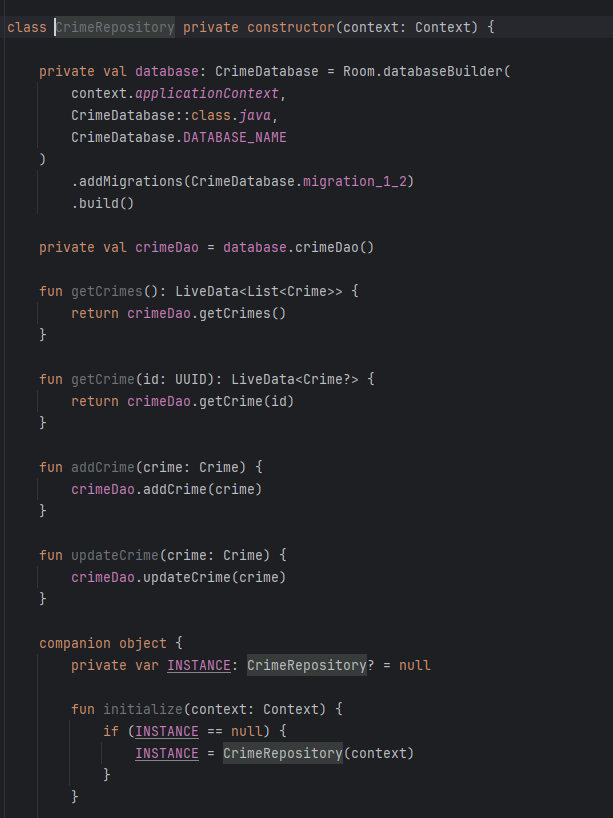 class CrimeRepository private constructor(context: Context) {
private val database: CrimeDatabase = Room.databaseBuilder(
context.applicationContext,
CrimeDatabase::class.java,
CrimeDatabase.DATABASE_NAME
)
.addMigrations(CrimeDatabase.migration_1_2)
.build()
private val crimeDao = database.crimeDao()
fun getCrimes(): LiveData<List<Crime>> {
return crimeDao.getCrimes()
}
fun getCrime(id: UUID): LiveData<Crime?> {
return crimeDao.getCrime(id)
}
fun addCrime(crime: Crime) {
crimeDao.addCrime(crime)
}
fun updateCrime(crime: Crime) {
crimeDao.updateCrime(crime)
}
companion object {
private var INSTANCE: CrimeRepository? = null
fun initialize(context: Context) {
if (INSTANCE == null) {
INSTANCE = CrimeRepository(context)
}
}